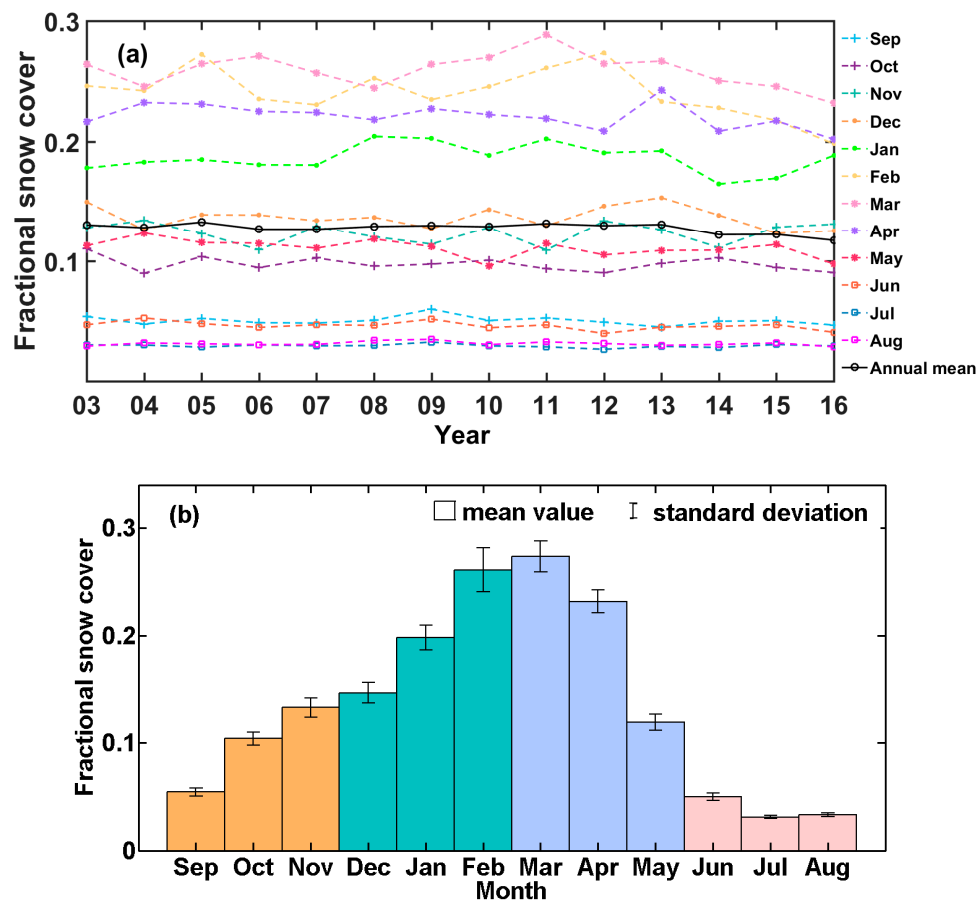 (a)
Fractional snow cover
0.3
0.2
0.1
03 04 05 06 07 08 09 10 11 12 13 14 15 16
Year
Sep
Oct
Nov
Dec
Jan
Feb
Mar
Apr
May
Jun
Jul
Aug
Annual mean
(b)
mean value standard deviation
Fractional snow cover
0.3
0.2
0.1
0
Sep Oct Nov Dec Jan Feb Mar Apr May Jun Jul Aug
Month